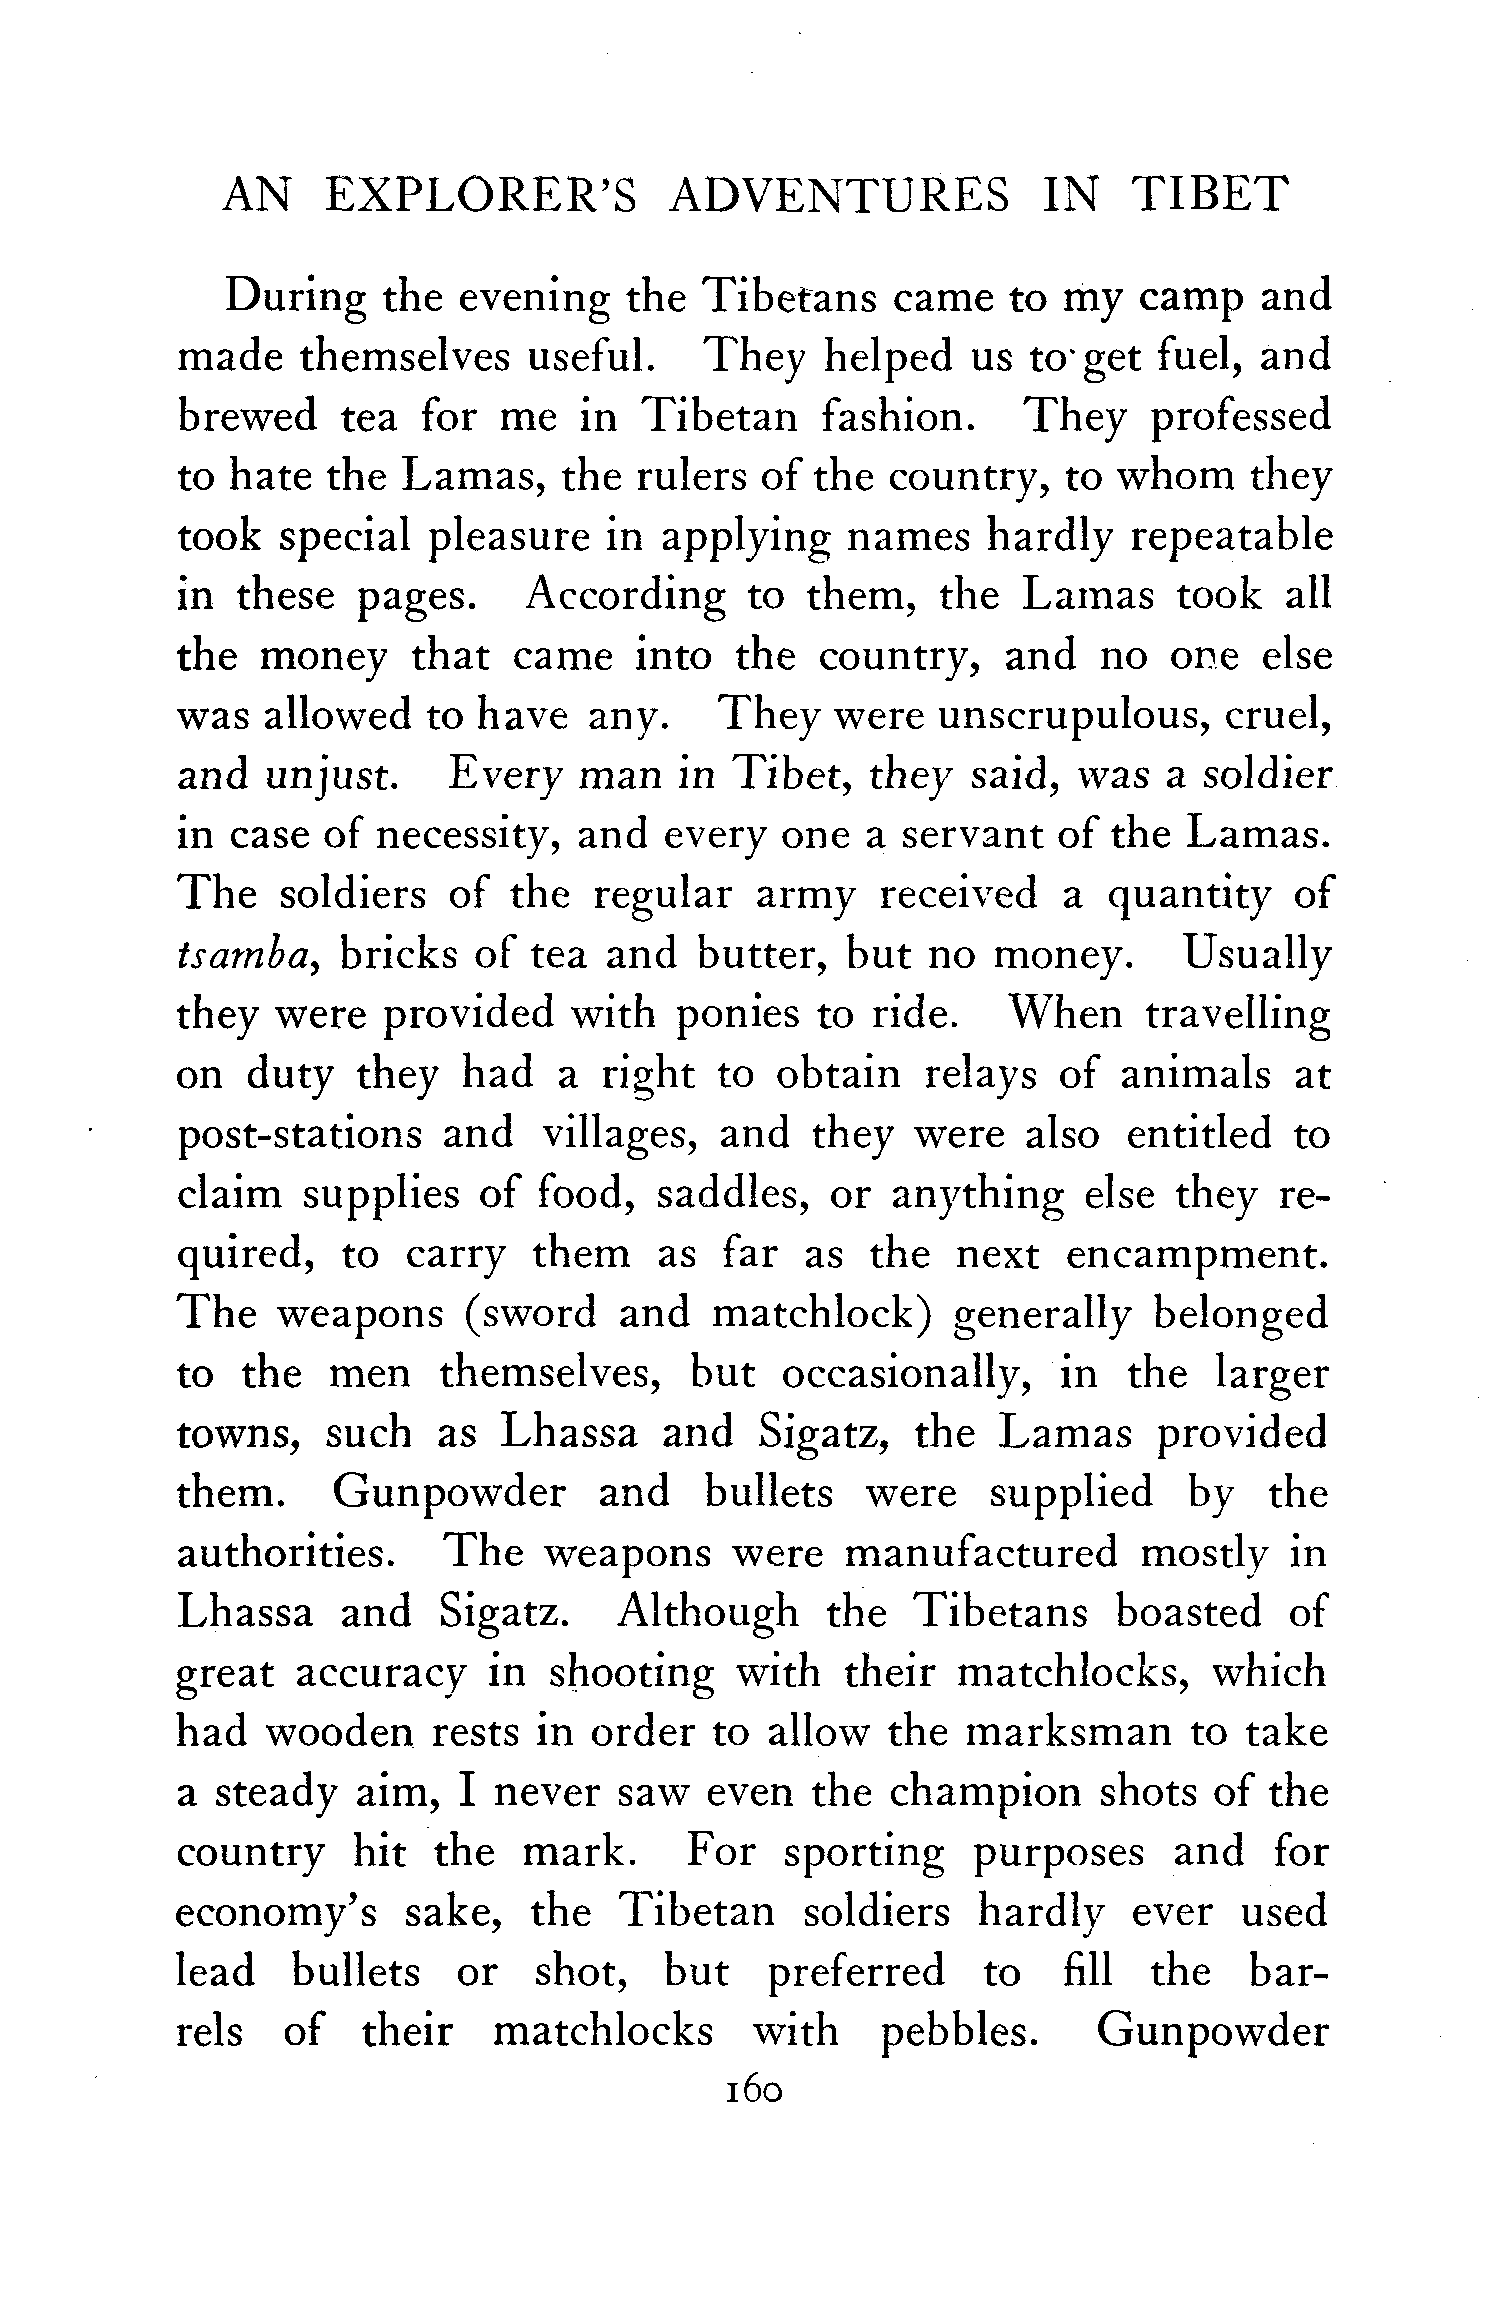 AN EXPLORER'S ADVENTURES IN TIBET
During the evening the Tibetans came to my camp and
made themselves useful. They helped us to get fuel, and
brewed tea for me in Tibetan fashion. They professed
to hate the Lamas, the rulers of the country, to whom they
took special pleasure in applying names hardly repeatable
in these pages. According to them, the Lamas took all
the money that came into the country, and no one else
was allowed to have any. They were unscrupulous, cruel,
and unjust. Every man in Tibet, they said, was a soldier
in case of necessity, and every one a servant of the Lamas.
The soldiers of the regular army received a quantity of
tsamba, bricks of tea and butter, but no money. Usually
they were provided with ponies to ride. When travelling
on duty they had a right to obtain relays of animals at
post-stations and villages, and they were also entitled to
claim supplies of food, saddles, or anything else they re-
quired, to carry them as far as the next encampment.
The weapons (sword and matchlock) generally belonged
to the men themselves, but occasionally, in the larger
towns, such as Lhassa and Sigatz, the Lamas provided
them. Gunpowder and bullets were supplied by the
authorities. The weapons were manufactured mostly in
Lhassa and Sigatz. Although the Tibetans boasted of
great accuracy in shooting with their matchlocks, which
had wooden rests in order to allow the marksman to take
a steady aim, I never saw even the champion shots of the
country hit the mark. For sporting purposes and for
economy's sake, the Tibetan soldiers hardly ever used
lead bullets or shot, but preferred to fill the bar-
rels of their matchlocks with pebbles. Gunpowder
160